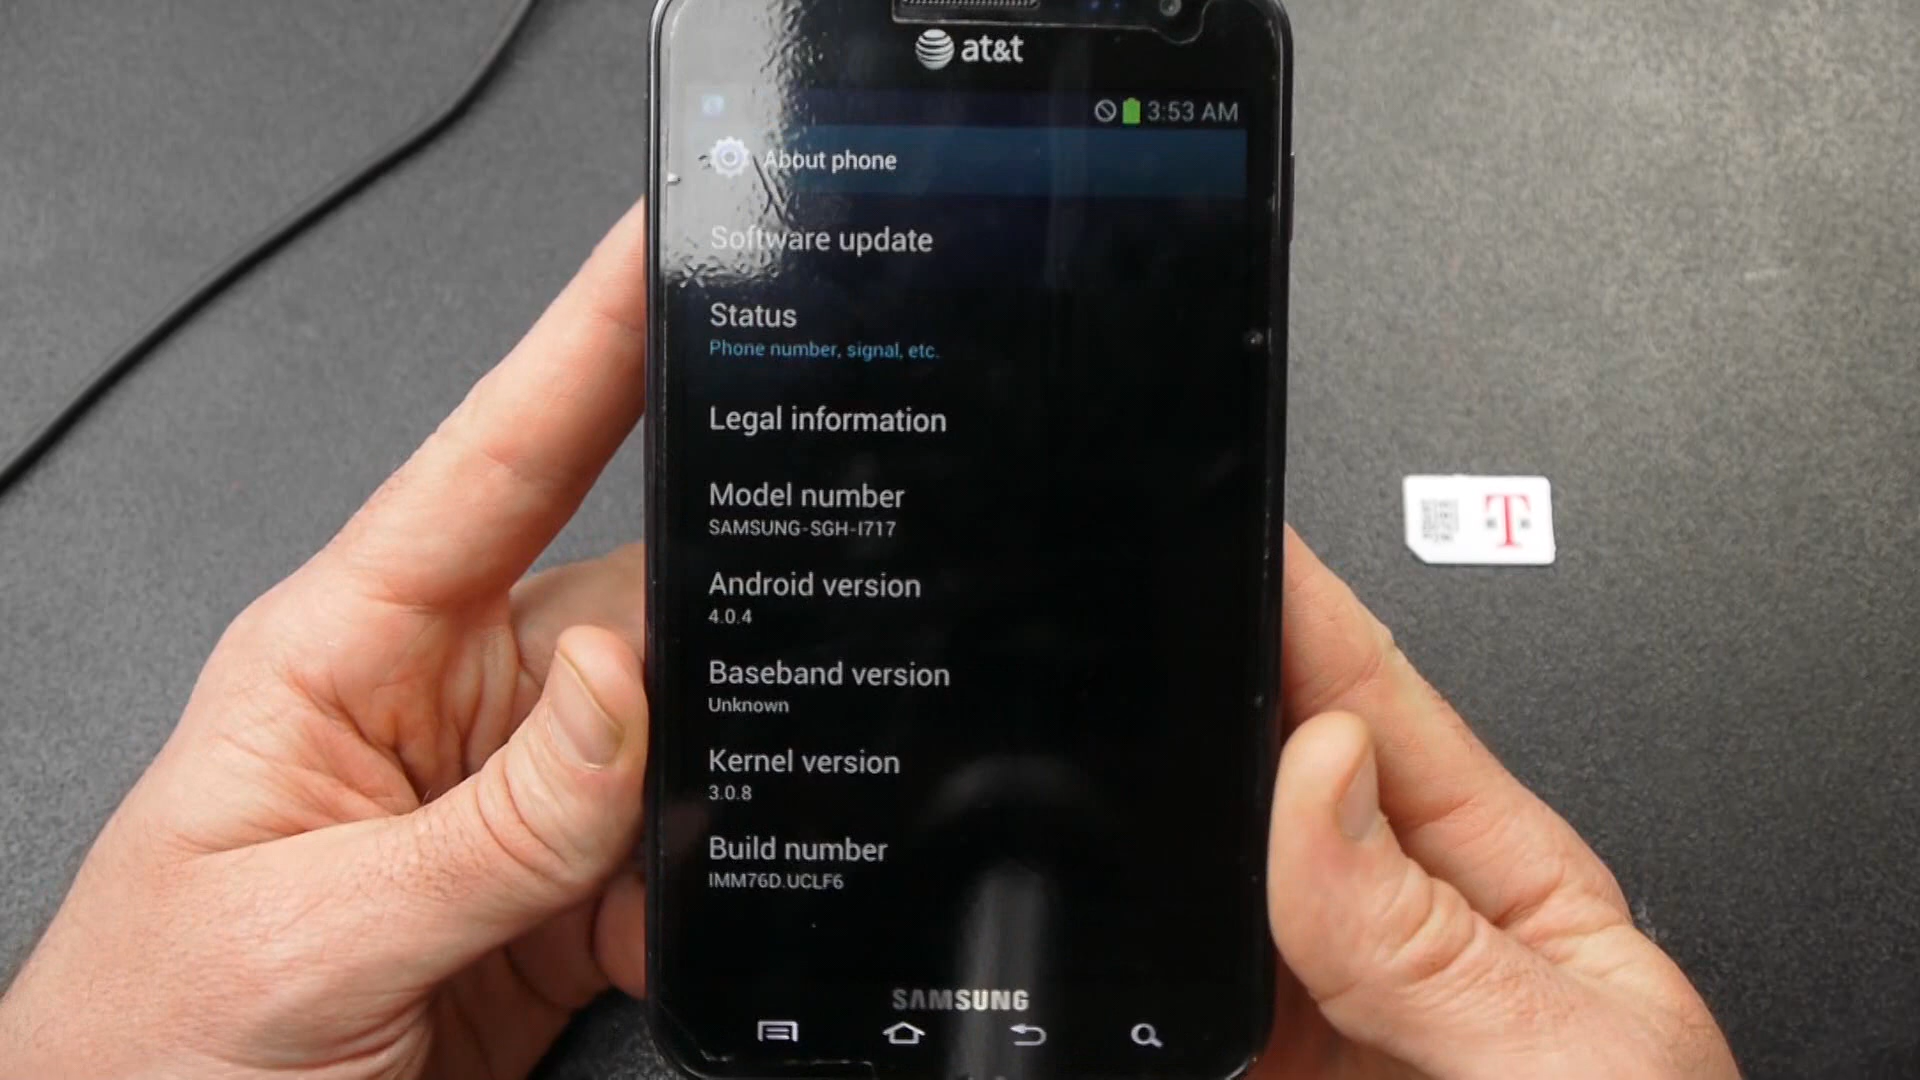 at&t
3:53 AM
About phone
Software update
Status
Phone number, signal, etc.
Legal information
Model number
SAMSUNG-SGH-I717
Android version
4.0.4
Baseband version
Unknown
Kernel version
3.0.8
Build number
IMM76D.UCLF6
SAMSUNG
T